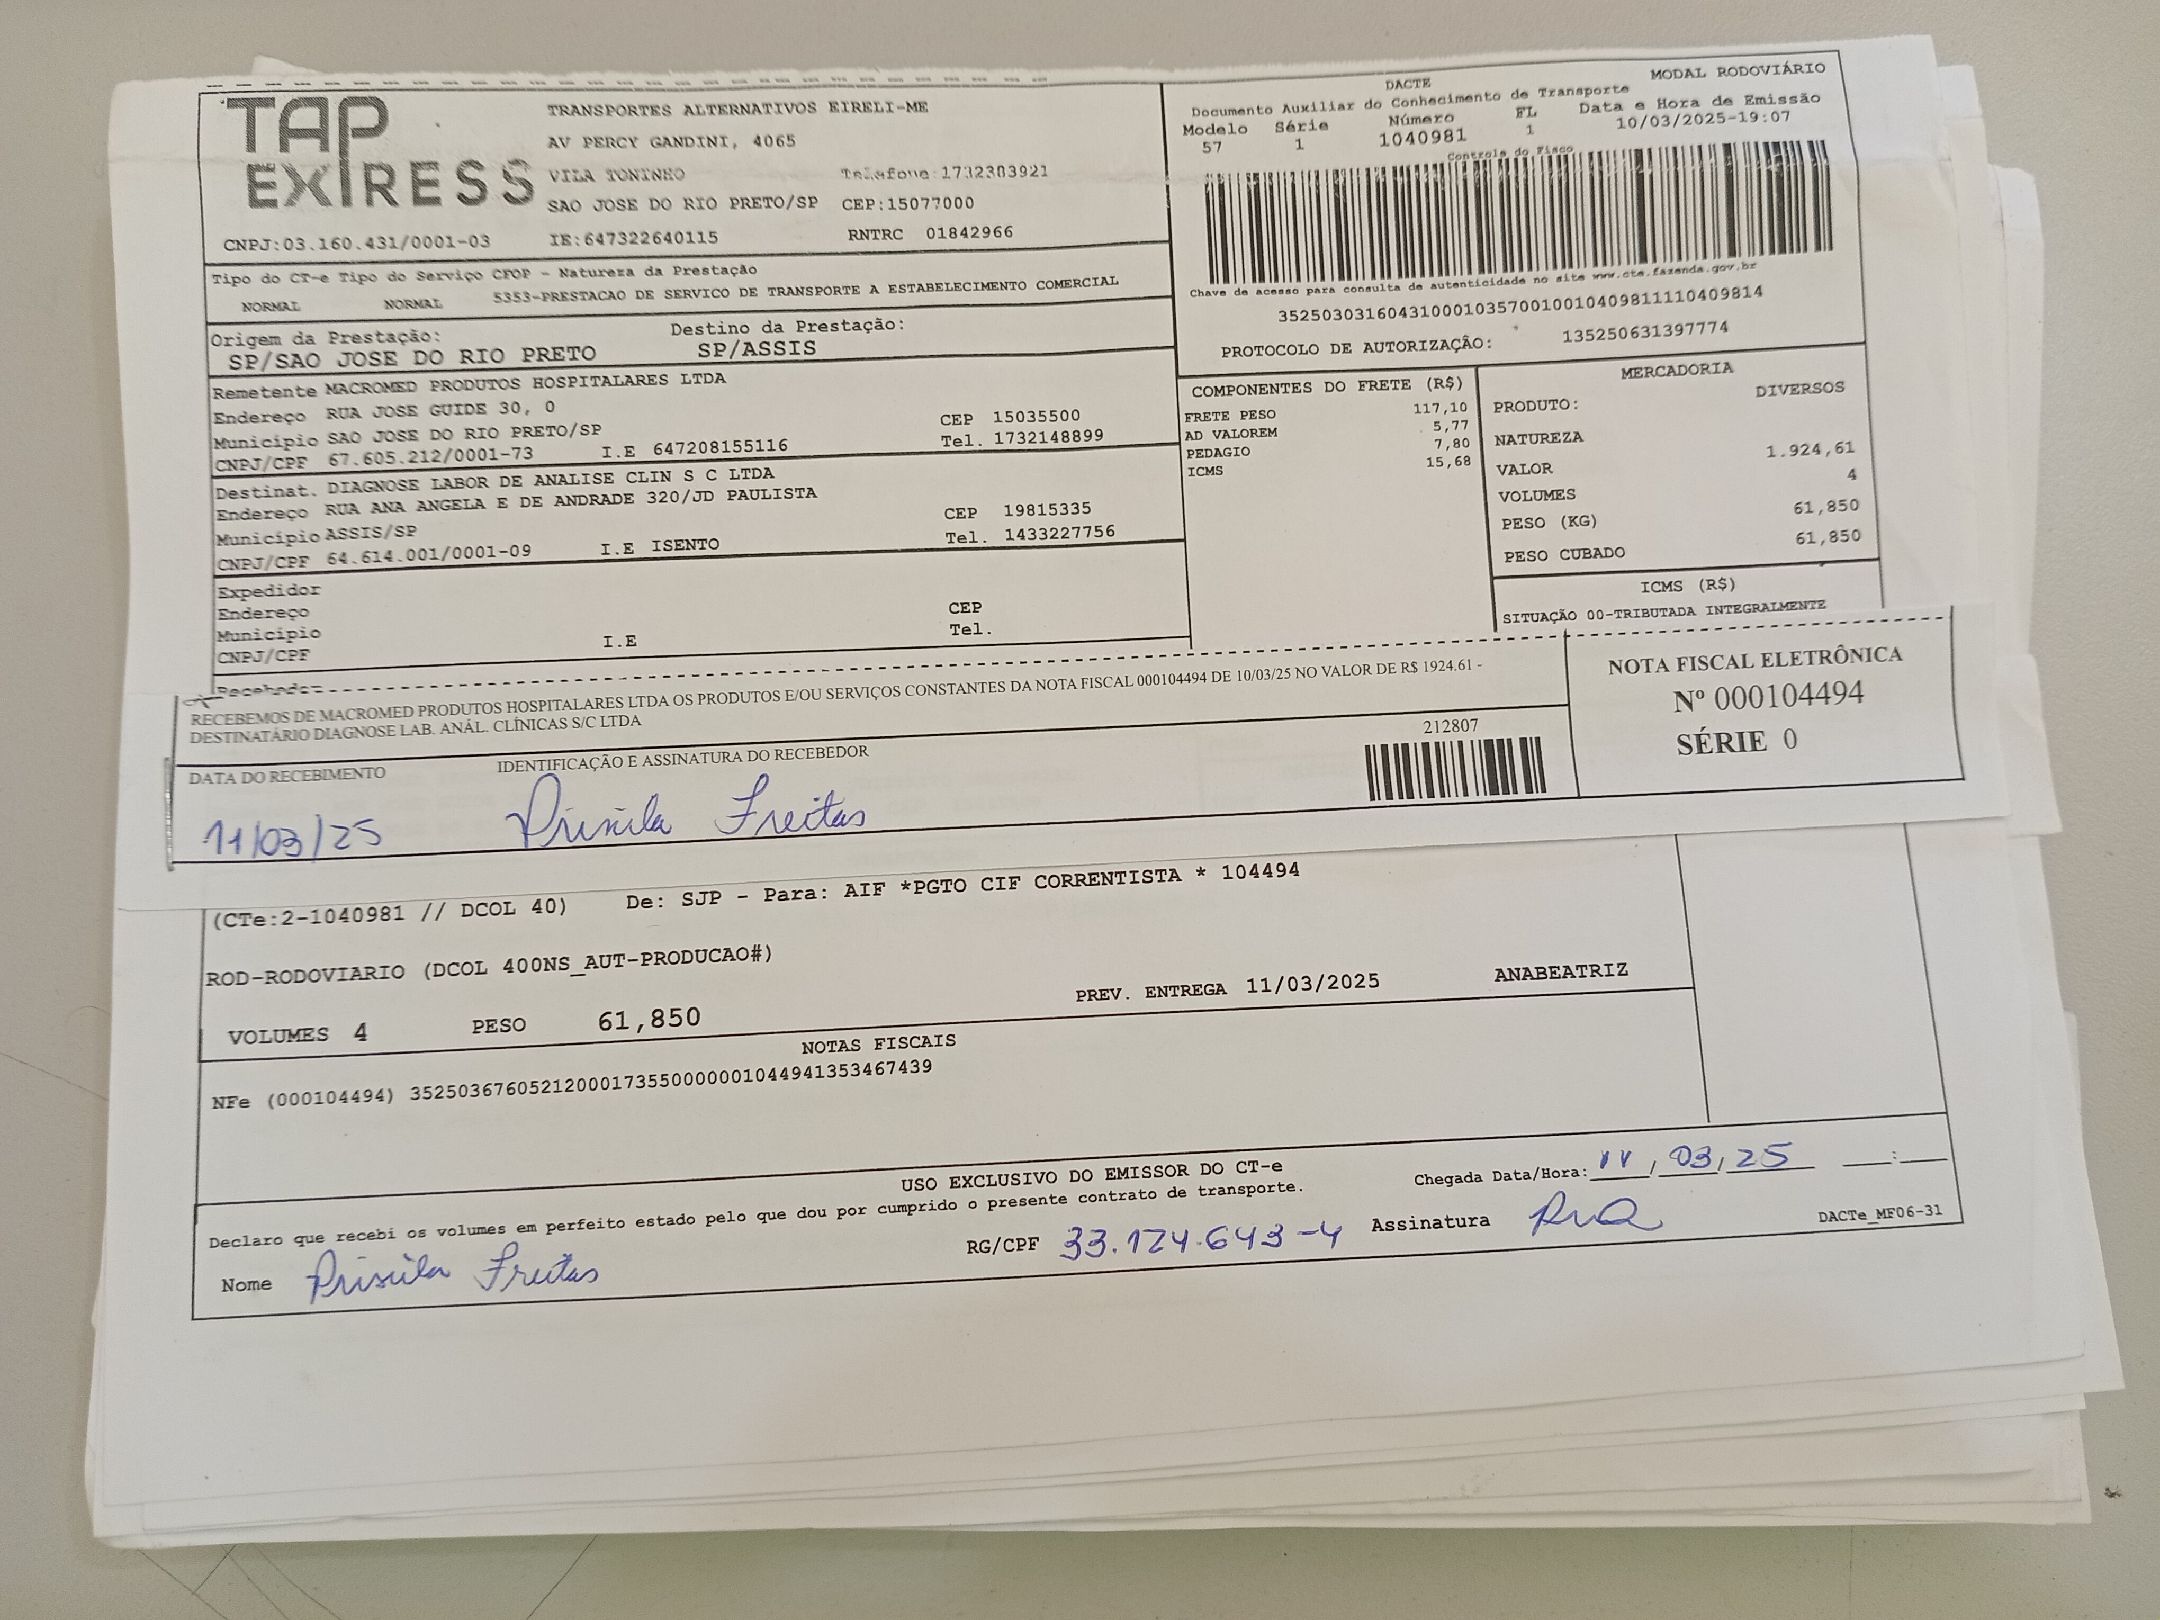 TAP
EXPRESS
TRANSPORTES ALTERNATIVOS EIRELI-ME
AV PERCY GANDINI, 4065
VILA TONINHO Telefone:1732303921
SAO JOSE DO RIO PRETO/SP CEP:15077000
CNPJ:03.160.431/0001-03 IE:647322640115 RNTRC 01842966
DACTE MODAL RODOVIÁRIO
Documento Auxiliar do Conhecimento de Transporte
Modelo Série Número FL Data e Hora de Emissão
57 1 1040981 1 10/03/2025-19:07
Controle do Fisco
Chave de acesso para consulta de autenticidade no site www.cte.fazenda.gov.br
35250303160431000103570010010409811110409814
PROTOCOLO DE AUTORIZAÇÃO: 135250631397774
Tipo do CT-e Tipo do Serviço CFOP - Natureza da Prestação
NORMAL NORMAL 5353-PRESTACAO DE SERVICO DE TRANSPORTE A ESTABELECIMENTO COMERCIAL
Origem da Prestação: Destino da Prestação:
SP/SAO JOSE DO RIO PRETO SP/ASSIS
Remetente MACROMED PRODUTOS HOSPITALARES LTDA
Endereço RUA JOSE GUIDE 30, 0 CEP 15035500
Município SAO JOSE DO RIO PRETO/SP Tel. 1732148899
CNPJ/CPF 67.605.212/0001-73 I.E 647208155116
Destinat. DIAGNOSE LABOR DE ANALISE CLIN S C LTDA
Endereço RUA ANA ANGELA E DE ANDRADE 320/JD PAULISTA CEP 19815335
Município ASSIS/SP Tel. 1433227756
CNPJ/CPF 64.614.001/0001-09 I.E ISENTO
Expedidor
Endereço CEP
Município Tel.
CNPJ/CPF I.E
COMPONENTES DO FRETE (R$)
FRETE PESO 117,10
AD VALOREM 5,77
PEDAGIO 7,80
ICMS 15,68
MERCADORIA
PRODUTO: DIVERSOS
NATUREZA
VALOR 1.924,61
VOLUMES 4
PESO (KG) 61,850
PESO CUBADO 61,850
ICMS (R$)
SITUAÇÃO 00-TRIBUTADA INTEGRALMENTE
RECEBEMOS DE MACROMED PRODUTOS HOSPITALARES LTDA OS PRODUTOS E/OU SERVIÇOS CONSTANTES DA NOTA FISCAL 000104494 DE 10/03/25 NO VALOR DE R$ 1924.61 -
DESTINATÁRIO DIAGNOSE LAB. ANÁL. CLÍNICAS S/C LTDA
212807
DATA DO RECEBIMENTO IDENTIFICAÇÃO E ASSINATURA DO RECEBEDOR
11/03/25 Priscila Freitas
NOTA FISCAL ELETRÔNICA
Nº 000104494
SÉRIE 0
(CTe:2-1040981 // DCOL 40) De: SJP - Para: AIF *PGTO CIF CORRENTISTA * 104494
ROD-RODOVIARIO (DCOL 400NS_AUT-PRODUCAO#)
PREV. ENTREGA 11/03/2025 ANABEATRIZ
VOLUMES 4 PESO 61,850
NOTAS FISCAIS
NFe (000104494) 35250367605212000173550000001044941353467439
USO EXCLUSIVO DO EMISSOR DO CT-e
Declaro que recebi os volumes em perfeito estado pelo que dou por cumprido o presente contrato de transporte.
Chegada Data/Hora: 11/03/25 __:__
Nome Priscila Freitas RG/CPF 33.124.643-4 Assinatura
DACTe_MF06-31